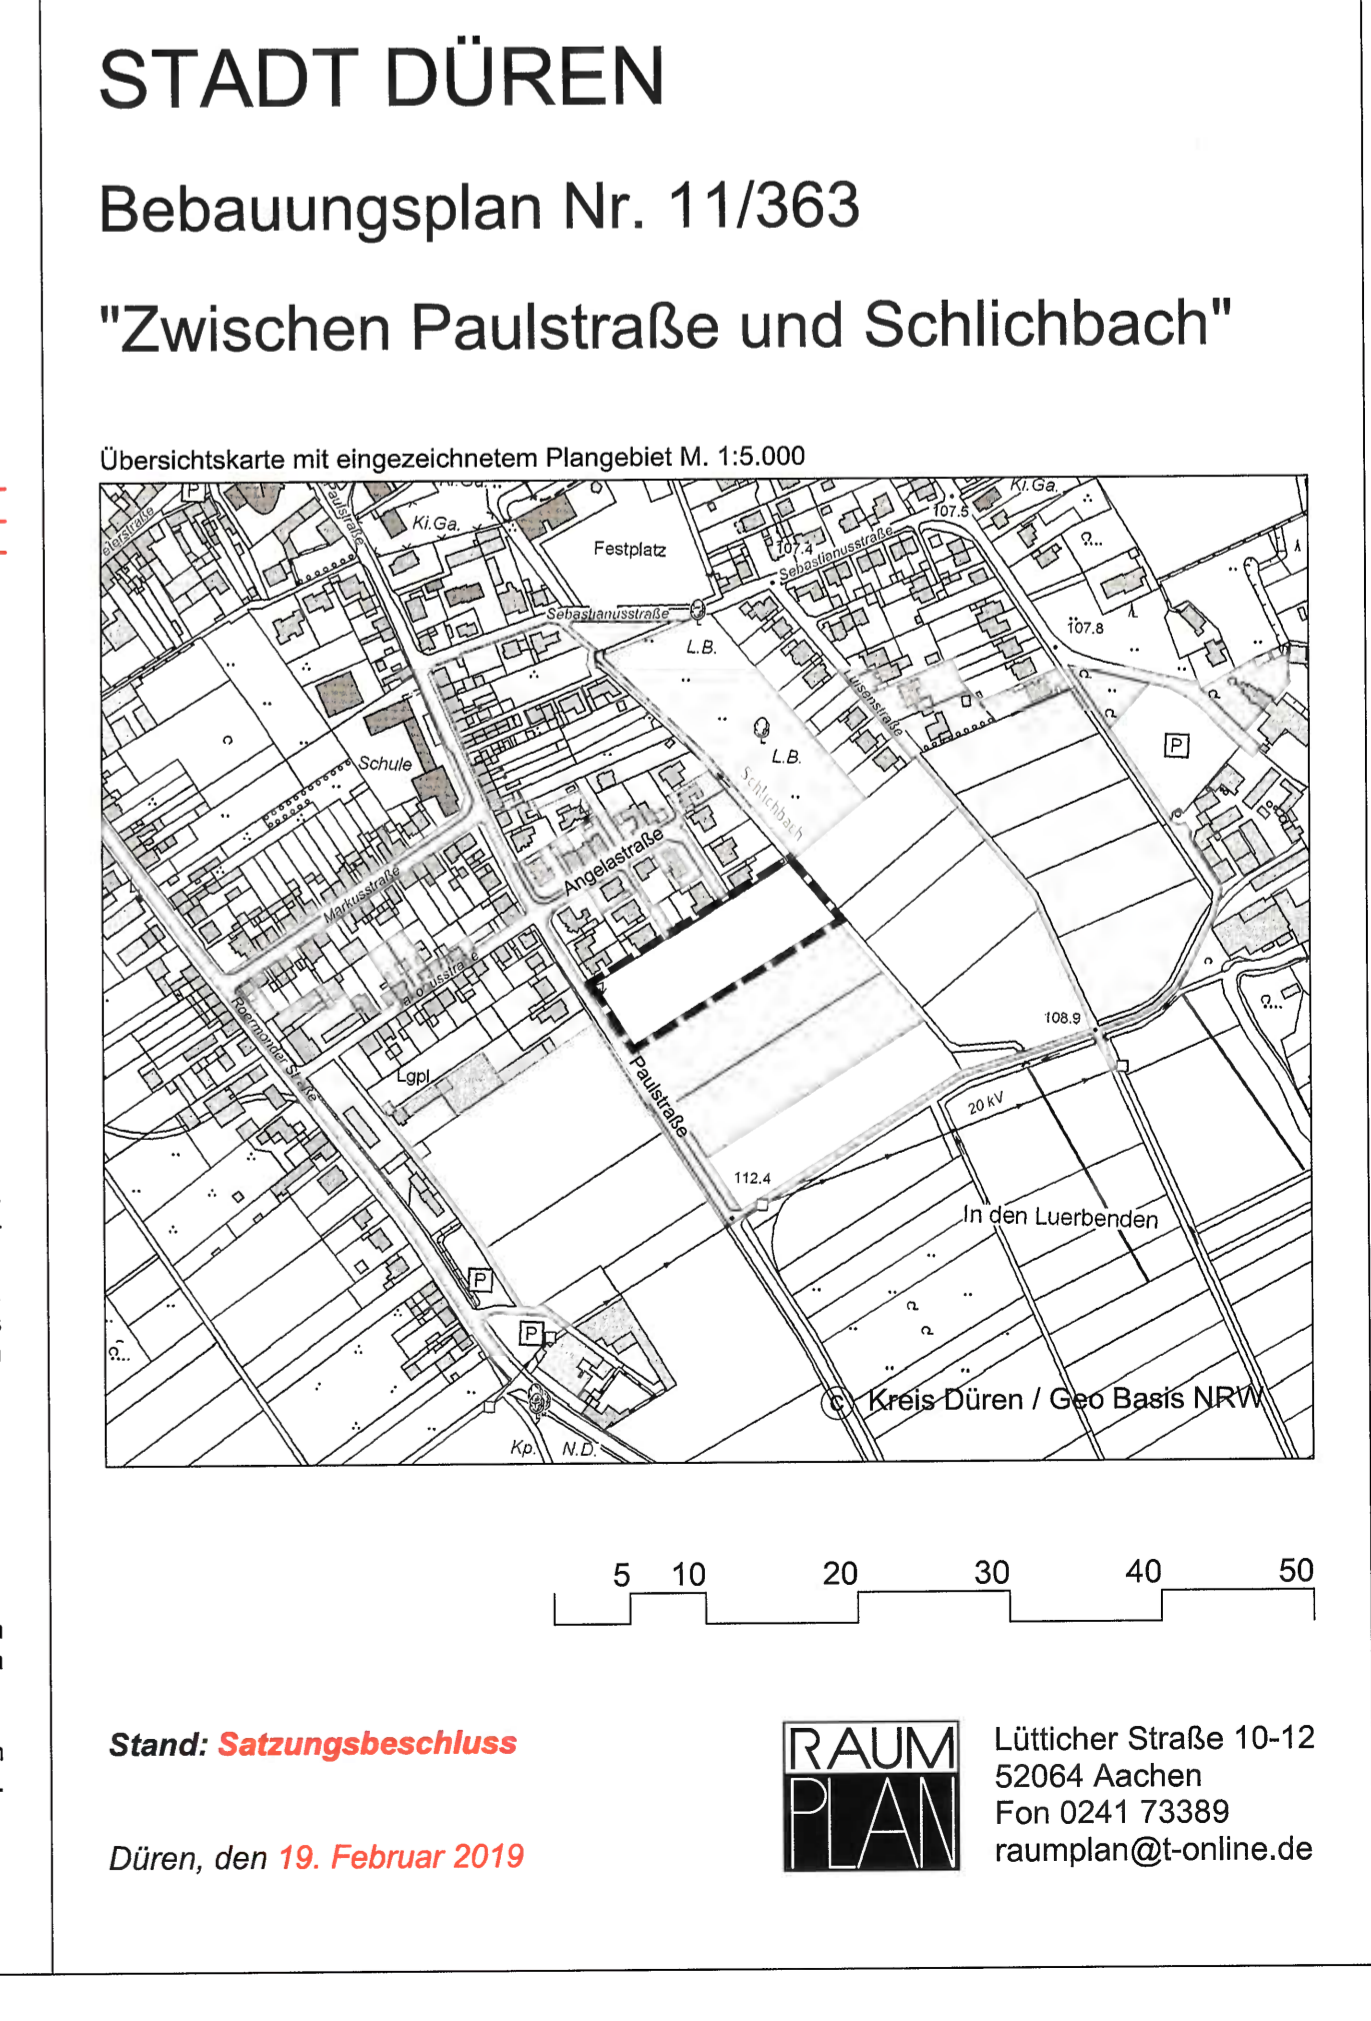 STADT DÜREN
Bebauungsplan Nr. 11/363
"Zwischen Paulstraße und Schlichbach"
Übersichtskarte mit eingezeichnetem Plangebiet M. 1:5.000
P
Paulstraße
Ki.Ga.
Festplatz
107.4
Sebastianusstraße
107.5
Ki.Ga.
Sebastianusstraße
107.8
L.B.
Luisenstraße
P
L.B.
Schule
Schlichbach
Angelastraße
Markusstraße
Roermonder Straße
108.9
Lgpl.
Paulstraße
20 kV
112.4
In den Luerbenden
P
P
© Kreis Düren / Geo Basis NRW
Kp. N.D.
5 10 20 30 40 50
Stand: Satzungsbeschluss
Düren, den 19. Februar 2019
RAUM
PLAN
Lütticher Straße 10-12
52064 Aachen
Fon 0241 73389
raumplan@t-online.de